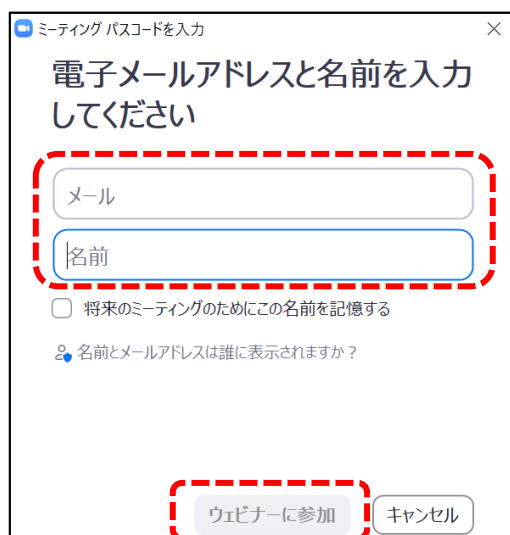 ミーティング パスコードを入力
電子メールアドレスと名前を入力
してください
メール
名前
将来のミーティングのためにこの名前を記憶する
名前とメールアドレスは誰に表示されますか？
ウェビナーに参加
キャンセル